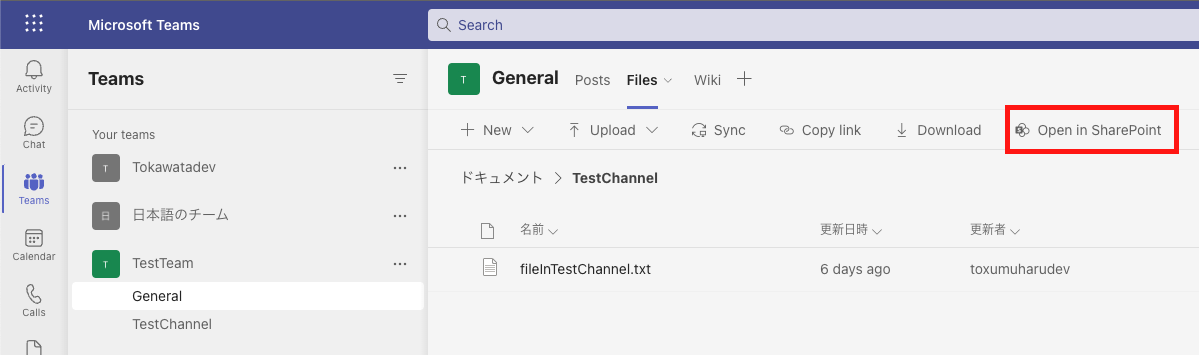 Microsoft Teams
Search
Activity
Chat
Teams
Calendar
Calls
Teams
Your teams
T Tokawatadev ...
日 日本語のチーム ...
T TestTeam ...
General
TestChannel
T General Posts Files Wiki
New Upload Sync Copy link Download Open in SharePoint
ドキュメント > TestChannel
名前 更新日時 更新者
fileInTestChannel.txt 6 days ago toxumuharudev